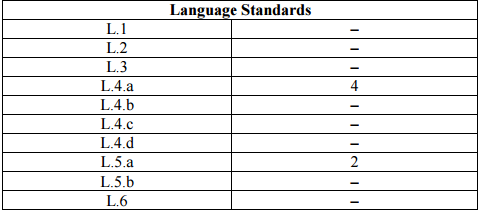 Language Standards
L.1 –
L.2 –
L.3 –
L.4.a 4
L.4.b –
L.4.c –
L.4.d –
L.5.a 2
L.5.b –
L.6 –